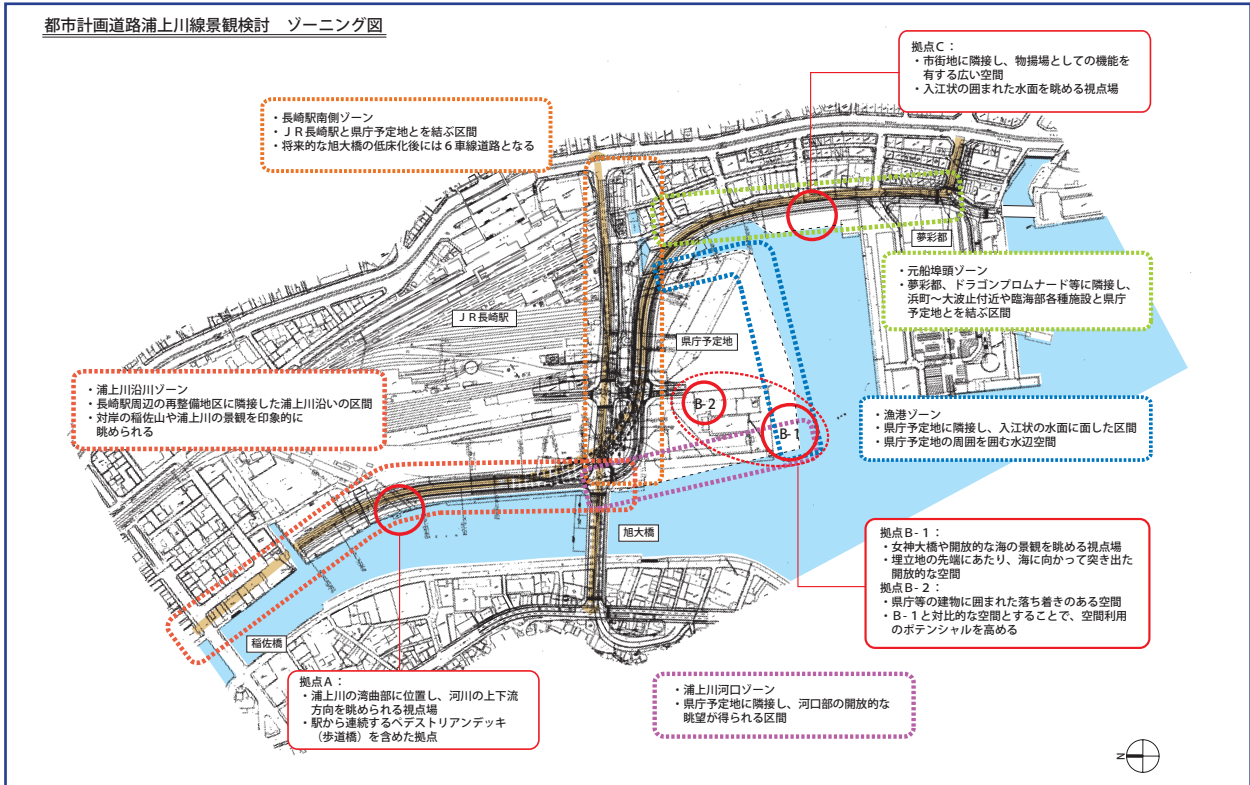 都市計画道路浦上川線景観検討　ゾーニング図
拠点C：
・市街地に隣接し、物揚場としての機能を
有する広い空間
・入江状の囲まれた水面を眺める視点場
・長崎駅南側ゾーン
・ＪＲ長崎駅と県庁予定地とを結ぶ区間
・将来的な旭大橋の低床化後には６車線道路となる
夢彩都
・元船埠頭ゾーン
・夢彩都、ドラゴンプロムナード等に隣接し、
浜町～大波止付近や臨海部各種施設と県庁
予定地とを結ぶ区間
ＪＲ長崎駅
県庁予定地
・浦上川沿川ゾーン
・長崎駅周辺の再整備地区に隣接した浦上川沿いの区間
・対岸の稲佐山や浦上川の景観を印象的に
眺められる
B-2
B-1
・漁港ゾーン
・県庁予定地に隣接し、入江状の水面に面した区間
・県庁予定地の周囲を囲む水辺空間
旭大橋
拠点B-1：
・女神大橋や開放的な海の景観を眺める視点場
・埋立地の先端にあたり、海に向かって突き出た
開放的な空間
拠点B-2：
・県庁等の建物に囲まれた落ち着きのある空間
・B-1と対比的な空間とすることで、空間利用
のポテンシャルを高める
稲佐橋
拠点A：
・浦上川の湾曲部に位置し、河川の上下流
方向を眺められる視点場
・駅から連続するペデストリアンデッキ
（歩道橋）を含めた拠点
・浦上川河口ゾーン
・県庁予定地に隣接し、河口部の開放的な
眺望が得られる区間
N